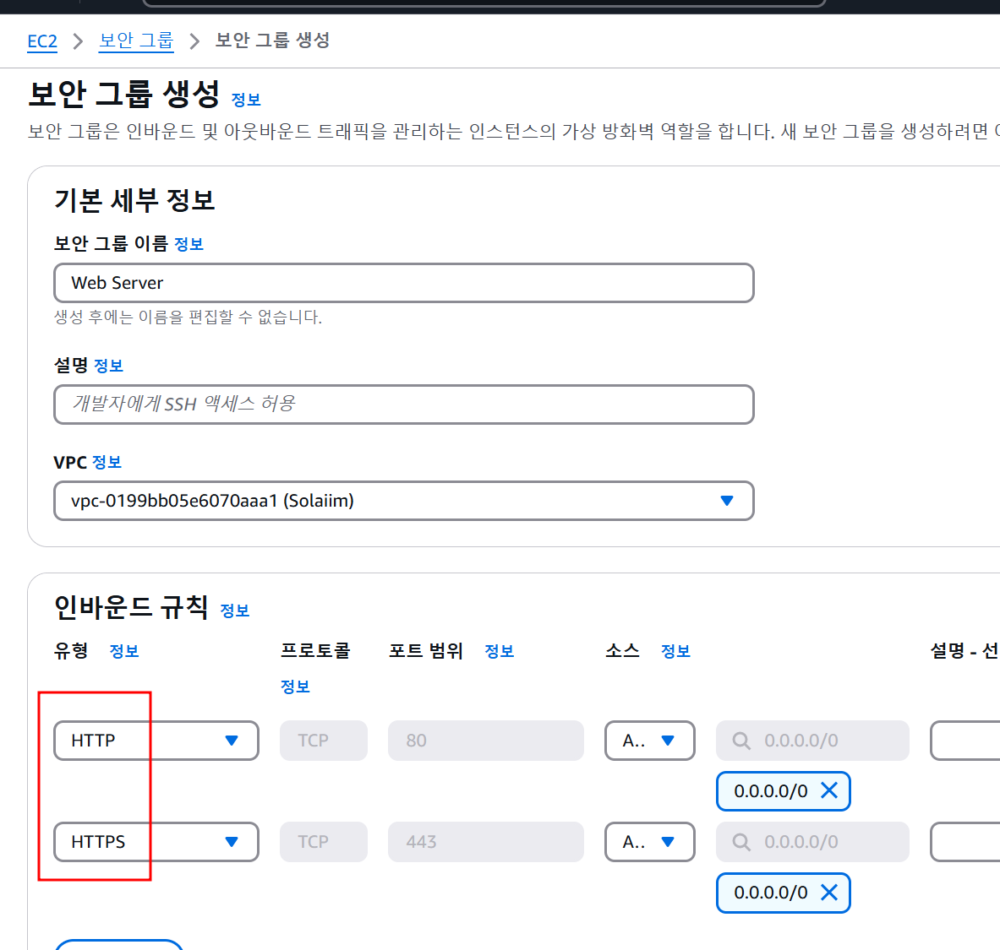 EC2 > 보안 그룹 > 보안 그룹 생성
보안 그룹 생성 정보
보안 그룹은 인바운드 및 아웃바운드 트래픽을 관리하는 인스턴스의 가상 방화벽 역할을 합니다. 새 보안 그룹을 생성하려면
기본 세부 정보
보안 그룹 이름 정보
Web Server
생성 후에는 이름을 편집할 수 없습니다.
설명 정보
개발자에게 SSH 액세스 허용
VPC 정보
vpc-0199bb05e6070aaa1 (Solaiim)
인바운드 규칙 정보
유형 정보 프로토콜 포트 범위 정보 소스 정보 설명 - 선
정보
HTTP TCP 80 A.. 0.0.0.0/0
0.0.0.0/0
HTTPS TCP 443 A.. 0.0.0.0/0
0.0.0.0/0